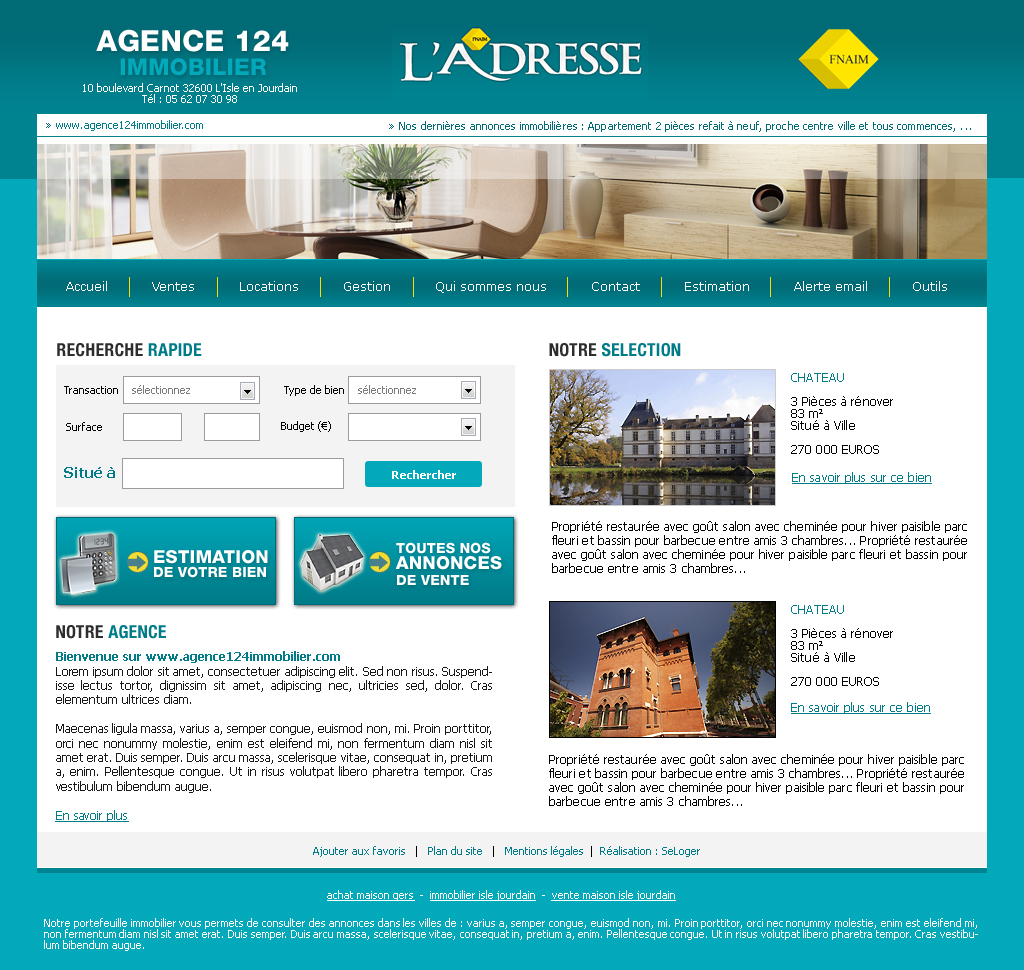 AGENCE 124
IMMOBILIER
10 boulevard Carnot 32600 L'Isle en Jourdain
Tél : 05 62 07 30 98
FNAIM
L'ADRESSE
FNAIM
» www.agence124immobilier.com
» Nos dernières annonces immobilières : Appartement 2 pièces refait à neuf, proche centre ville et tous commences, ...
Accueil
Ventes
Locations
Gestion
Qui sommes nous
Contact
Estimation
Alerte email
Outils
RECHERCHE RAPIDE
Transaction
sélectionnez
Type de bien
sélectionnez
Surface
Budget (€)
Situé à
Rechercher
1234
ESTIMATION
DE VOTRE BIEN
TOUTES NOS
ANNONCES
DE VENTE
NOTRE AGENCE
Bienvenue sur www.agence124immobilier.com
Lorem ipsum dolor sit amet, consectetuer adipiscing elit. Sed non risus. Suspend-
isse lectus tortor, dignissim sit amet, adipiscing nec, ultricies sed, dolor. Cras
elementum ultrices diam.
Maecenas ligula massa, varius a, semper congue, euismod non, mi. Proin porttitor,
orci nec nonummy molestie, enim est eleifend mi, non fermentum diam nisl sit
amet erat. Duis semper. Duis arcu massa, scelerisque vitae, consequat in, pretium
a, enim. Pellentesque congue. Ut in risus volutpat libero pharetra tempor. Cras
vestibulum bibendum augue.
En savoir plus
NOTRE SELECTION
CHATEAU
3 Pièces à rénover
83 m²
Situé à Ville
270 000 EUROS
En savoir plus sur ce bien
Propriété restaurée avec goût salon avec cheminée pour hiver paisible parc
fleuri et bassin pour barbecue entre amis 3 chambres... Propriété restaurée
avec goût salon avec cheminée pour hiver paisible parc fleuri et bassin pour
barbecue entre amis 3 chambres...
CHATEAU
3 Pièces à rénover
83 m²
Situé à Ville
270 000 EUROS
En savoir plus sur ce bien
Propriété restaurée avec goût salon avec cheminée pour hiver paisible parc
fleuri et bassin pour barbecue entre amis 3 chambres... Propriété restaurée
avec goût salon avec cheminée pour hiver paisible parc fleuri et bassin pour
barbecue entre amis 3 chambres...
Ajouter aux favoris | Plan du site | Mentions légales | Réalisation : SeLoger
achat maison gers - immobilier isle jourdain - vente maison isle jourdain
Notre portefeuille immobilier vous permets de consulter des annonces dans les villes de : varius a, semper congue, euismod non, mi. Proin porttitor, orci nec nonummy molestie, enim est eleifend mi,
non fermentum diam nisl sit amet erat. Duis semper. Duis arcu massa, scelerisque vitae, consequat in, pretium a, enim. Pellentesque congue. Ut in risus volutpat libero pharetra tempor. Cras vestibu-
lum bibendum augue.